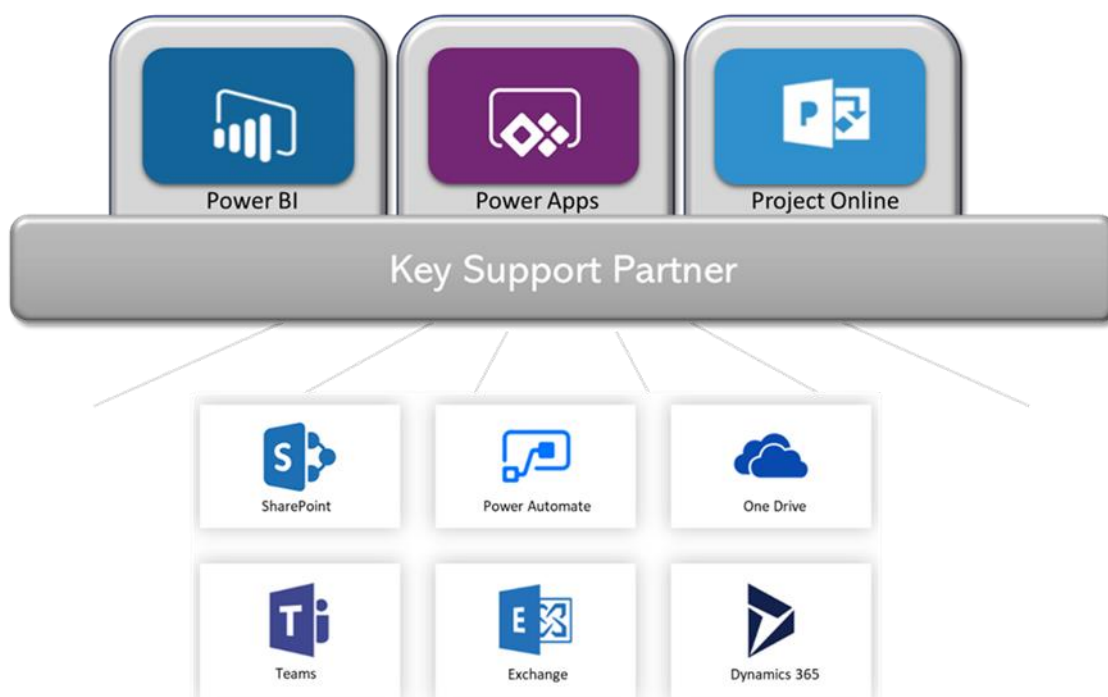 Power BI
Power Apps
P
Project Online
Key Support Partner
S
SharePoint
Power Automate
One Drive
T
Teams
E
Exchange
Dynamics 365